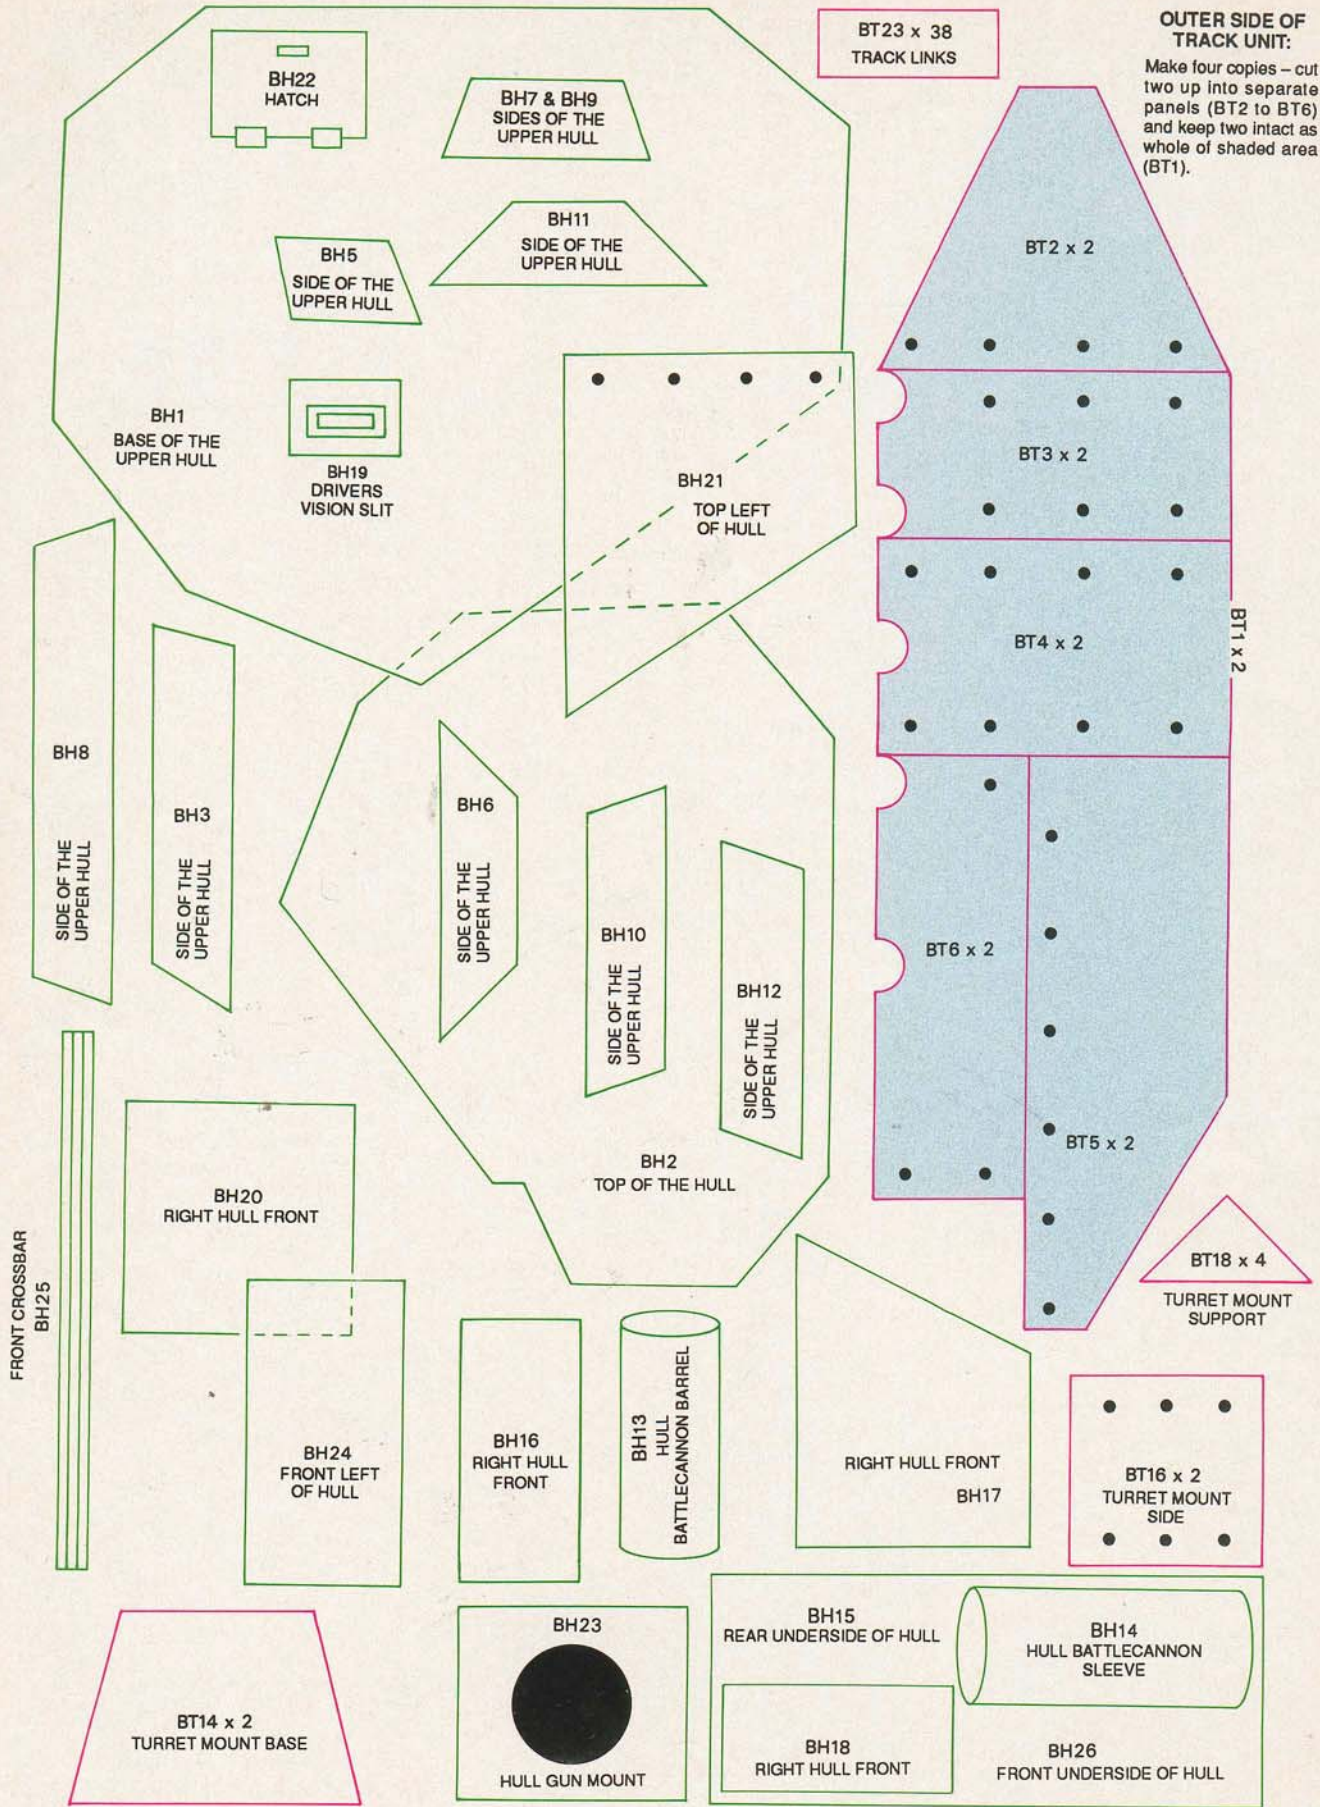 BT23 x 38
TRACK LINKS
OUTER SIDE OF
TRACK UNIT:
Make four copies – cut
two up into separate
panels (BT2 to BT6)
and keep two intact as
whole of shaded area
(BT1).
BH22
HATCH
BH7 & BH9
SIDES OF THE
UPPER HULL
BH11
SIDE OF THE
UPPER HULL
BH5
SIDE OF THE
UPPER HULL
BT2 x 2
BH1
BASE OF THE
UPPER HULL
BH19
DRIVERS
VISION SLIT
BH21
TOP LEFT
OF HULL
BT3 x 2
BT4 x 2
BT1 x 2
BH8
SIDE OF THE
UPPER HULL
BH3
SIDE OF THE
UPPER HULL
BH6
SIDE OF THE
UPPER HULL
BH10
SIDE OF THE
UPPER HULL
BH12
SIDE OF THE
UPPER HULL
BT6 x 2
BT5 x 2
BH2
TOP OF THE HULL
BH20
RIGHT HULL FRONT
FRONT CROSSBAR
BH25
BT18 x 4
TURRET MOUNT
SUPPORT
BH24
FRONT LEFT
OF HULL
BH16
RIGHT HULL
FRONT
BH13
HULL
BATTLECANNON BARREL
RIGHT HULL FRONT
BH17
BT16 x 2
TURRET MOUNT
SIDE
BT14 x 2
TURRET MOUNT BASE
BH23
HULL GUN MOUNT
BH15
REAR UNDERSIDE OF HULL
BH14
HULL BATTLECANNON
SLEEVE
BH18
RIGHT HULL FRONT
BH26
FRONT UNDERSIDE OF HULL